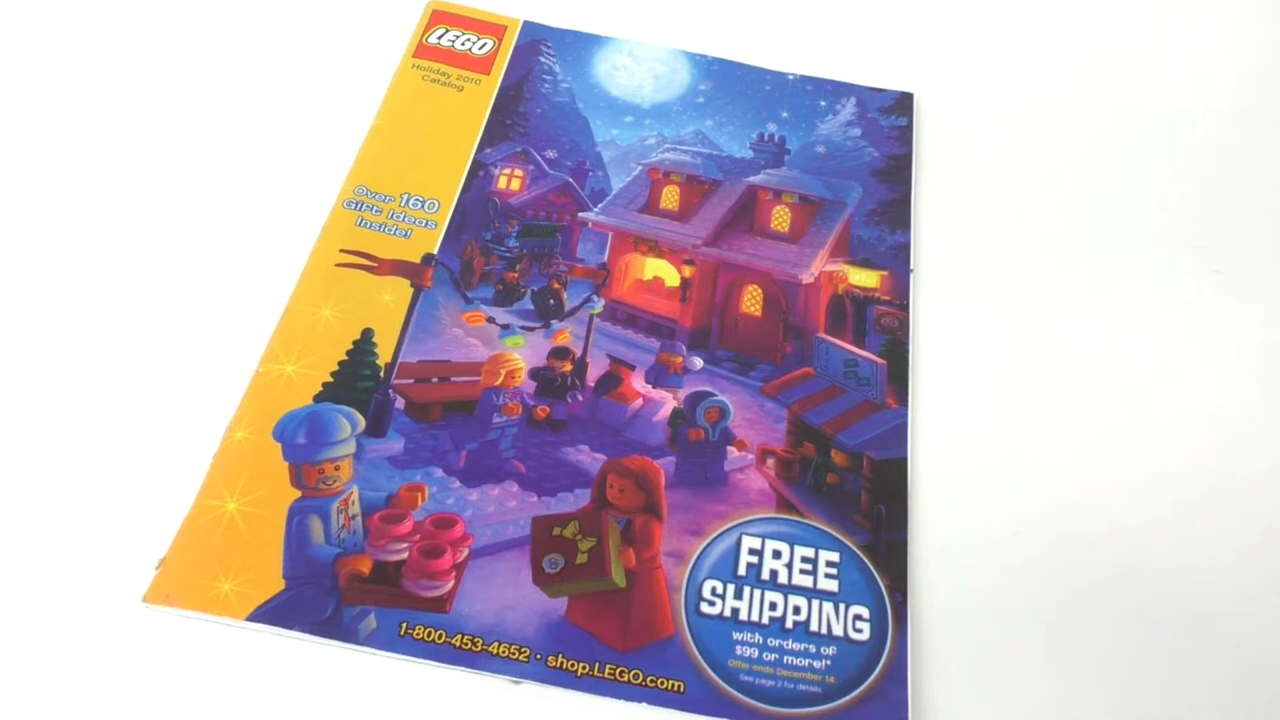 LEGO
Holiday 2010
Catalog
Over 160
Gift Ideas
Inside!
FREE
SHIPPING
with orders of
$99 or more!*
Offer ends December 14.
See page 2 for details.
1-800-453-4652 • shop.LEGO.com